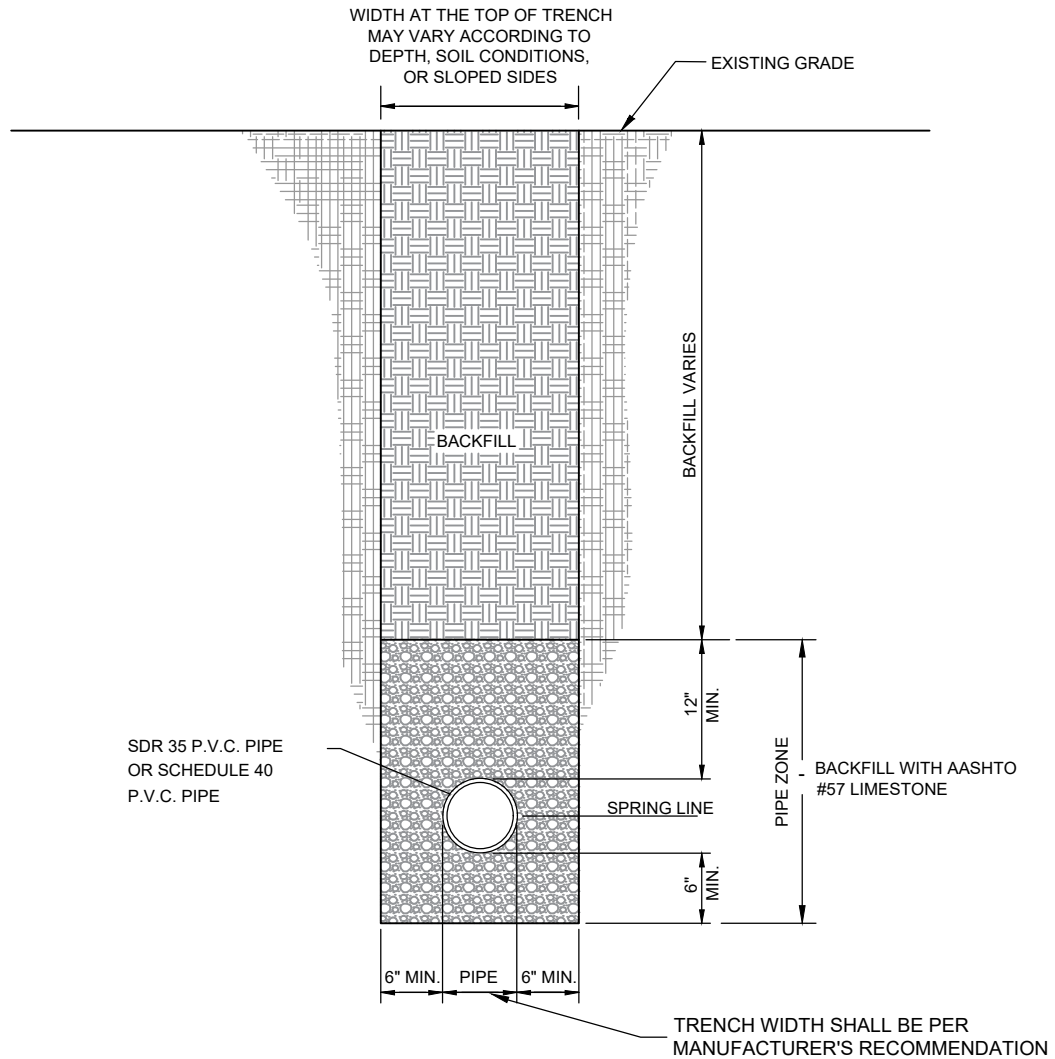 WIDTH AT THE TOP OF TRENCH
MAY VARY ACCORDING TO
DEPTH, SOIL CONDITIONS,
OR SLOPED SIDES
EXISTING GRADE
BACKFILL VARIES
BACKFILL
12"
MIN.
SDR 35 P.V.C. PIPE
OR SCHEDULE 40
P.V.C. PIPE
SPRING LINE
PIPE ZONE
BACKFILL WITH AASHTO
#57 LIMESTONE
6"
MIN.
6" MIN.
PIPE
6" MIN.
TRENCH WIDTH SHALL BE PER
MANUFACTURER'S RECOMMENDATION